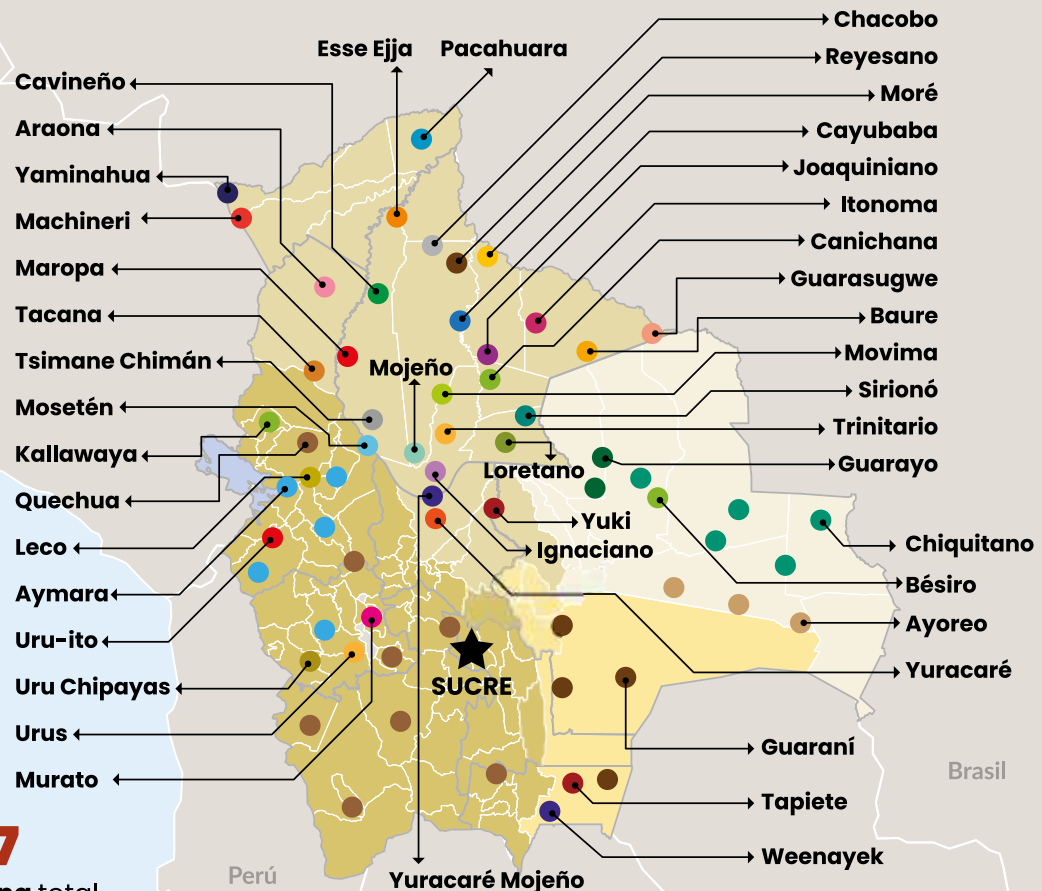 Chacobo
Esse Ejja
Pacahuara
Reyesano
Cavineño
Moré
Araona
Cayubaba
Joaquiniano
Yaminahua
Itonoma
Machineri
Canichana
Maropa
Guarasugwe
Tacana
Baure
Tsimane Chimán
Mojeño
Movima
Sirionó
Mosetén
Trinitario
Kallawaya
Loretano
Guarayo
Quechua
Yuki
Leco
Ignaciano
Chiquitano
Aymara
Bésiro
Uru-ito
Ayoreo
Yuracaré
Uru Chipayas
SUCRE
Urus
Guaraní
Murato
Brasil
Tapiete
7
Weenayek
Perú
Yuracaré Mojeño
total